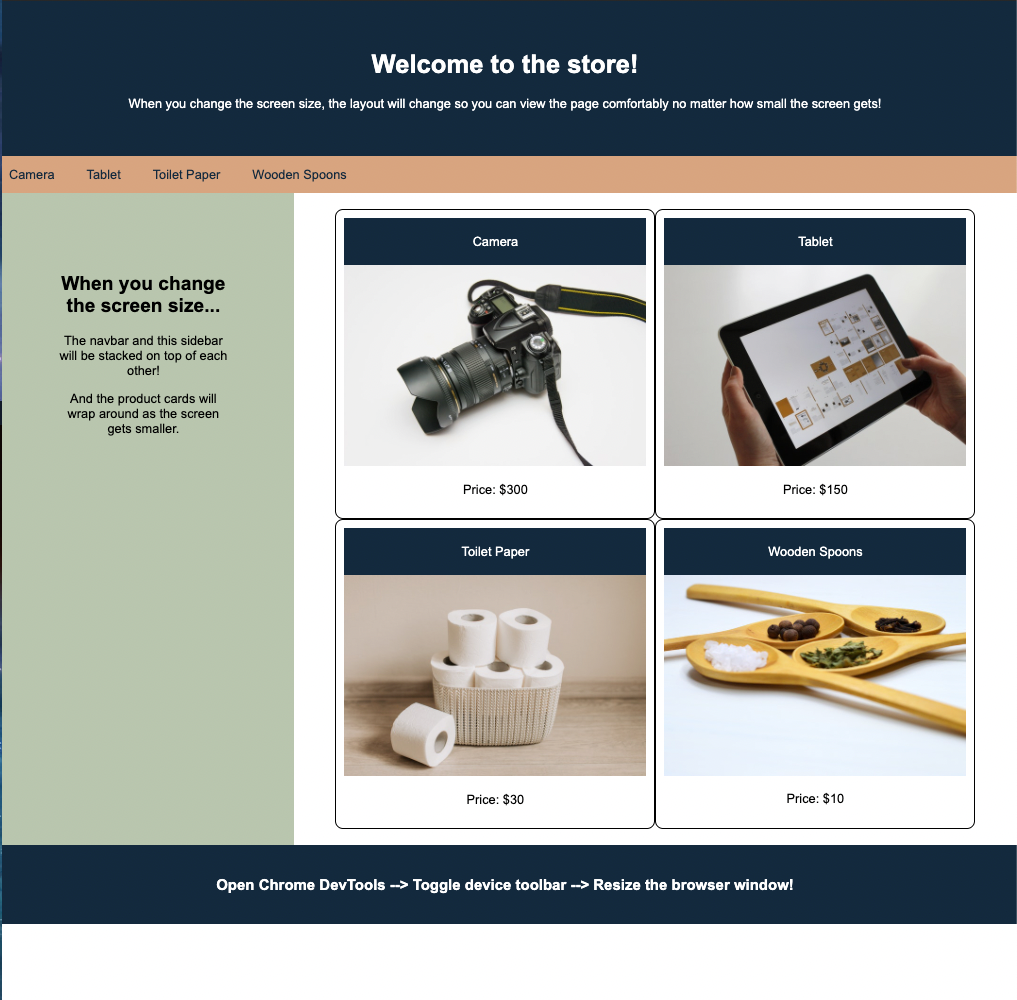 Welcome to the store!
When you change the screen size, the layout will change so you can view the page comfortably no matter how small the screen gets!
Camera Tablet Toilet Paper Wooden Spoons
When you change
the screen size...
The navbar and this sidebar
will be stacked on top of each
other!
And the product cards will
wrap around as the screen
gets smaller.
Camera
Price: $300
Tablet
Price: $150
Toilet Paper
Price: $30
Wooden Spoons
Price: $10
Open Chrome DevTools --> Toggle device toolbar --> Resize the browser window!